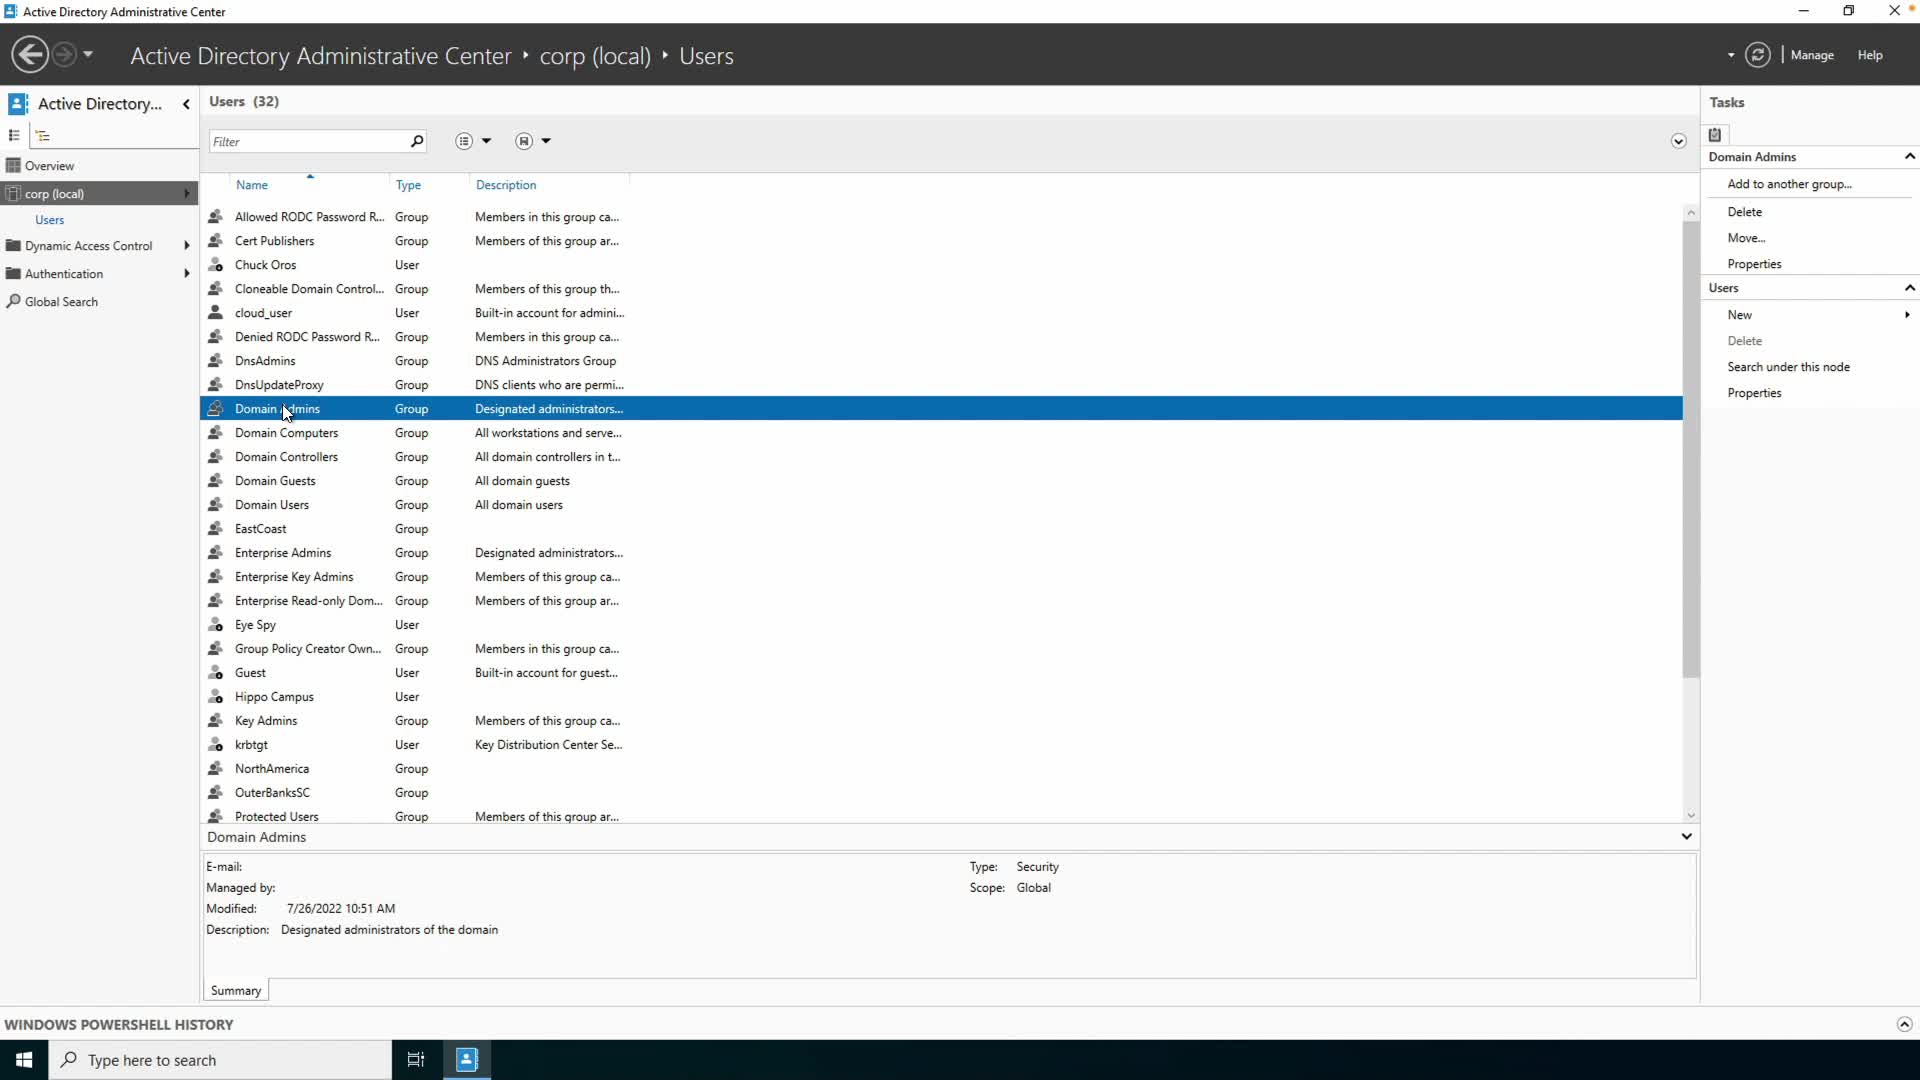 Active Directory Administrative Center
Active Directory Administrative Center ‣ corp (local) ‣ Users
Manage
Help
Active Directory...
Overview
corp (local)
Users
Dynamic Access Control
Authentication
Global Search
Users (32)
Filter
Name Type Description
Allowed RODC Password R... Group Members in this group ca...
Cert Publishers Group Members of this group ar...
Chuck Oros User
Cloneable Domain Control... Group Members of this group th...
cloud_user User Built-in account for admini...
Denied RODC Password R... Group Members in this group ca...
DnsAdmins Group DNS Administrators Group
DnsUpdateProxy Group DNS clients who are permi...
Domain Admins Group Designated administrators...
Domain Computers Group All workstations and serve...
Domain Controllers Group All domain controllers in t...
Domain Guests Group All domain guests
Domain Users Group All domain users
EastCoast Group
Enterprise Admins Group Designated administrators...
Enterprise Key Admins Group Members of this group ca...
Enterprise Read-only Dom... Group Members of this group ar...
Eye Spy User
Group Policy Creator Own... Group Members in this group ca...
Guest User Built-in account for guest...
Hippo Campus User
Key Admins Group Members of this group ca...
krbtgt User Key Distribution Center Se...
NorthAmerica Group
OuterBanksSC Group
Protected Users Group Members of this group ar...
Domain Admins
E-mail:
Managed by:
Modified: 7/26/2022 10:51 AM
Description: Designated administrators of the domain
Type: Security
Scope: Global
Summary
Tasks
Domain Admins
Add to another group...
Delete
Move...
Properties
Users
New
Delete
Search under this node
Properties
WINDOWS POWERSHELL HISTORY
Type here to search